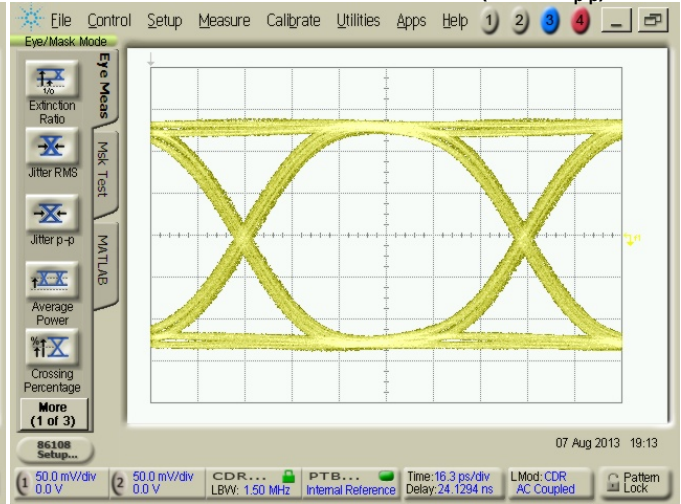 File Control Setup Measure Calibrate Utilities Apps Help 1 2 3 4
Eye/Mask Mode
Eye Meas
Msk Test
MATLAB
1/0
Extinction
Ratio
Jitter RMS
Jitter p-p
Average
Power
%
Crossing
Percentage
More
(1 of 3)
86108
Setup...
07 Aug 2013 19:13
1 50.0 mV/div
0.0 V
2 50.0 mV/div
0.0 V
CDR...
LBW: 1.50 MHz
PTB...
Internal Reference
Time:16.3 ps/div
Delay:24.1294 ns
LMod: CDR
AC Coupled
Pattern
Lock